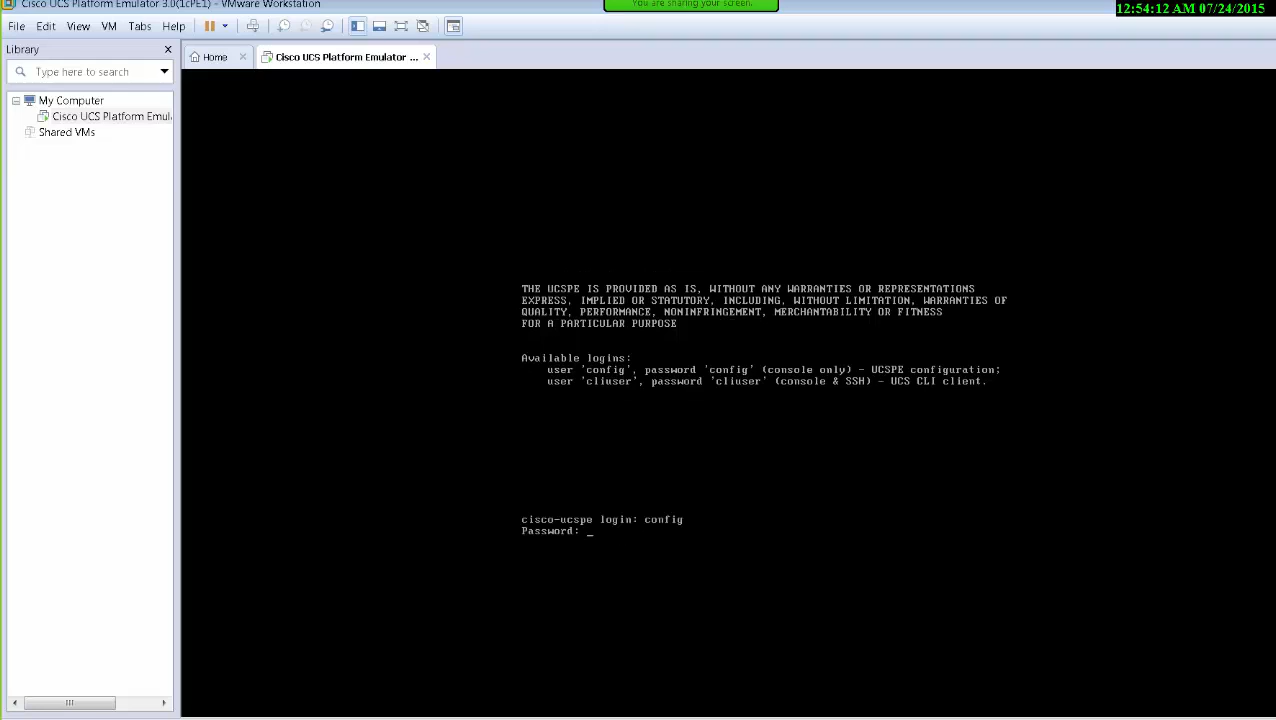 Cisco UCS Platform Emulator 3.0(1cPE1) - VMware Workstation
You are sharing your screen.
12:54:12 AM 07/24/2015
File Edit View VM Tabs Help
Library
Home
Cisco UCS Platform Emulator ...
Type here to search
My Computer
Cisco UCS Platform Emul
Shared VMs
THE UCSPE IS PROVIDED AS IS, WITHOUT ANY WARRANTIES OR REPRESENTATIONS
EXPRESS, IMPLIED OR STATUTORY, INCLUDING, WITHOUT LIMITATION, WARRANTIES OF
QUALITY, PERFORMANCE, NONINFRINGEMENT, MERCHANTABILITY OR FITNESS
FOR A PARTICULAR PURPOSE
Available logins:
user 'config', password 'config' (console only) - UCSPE configuration;
user 'cliuser', password 'cliuser' (console & SSH) - UCS CLI client.
cisco-ucspe login: config
Password: _